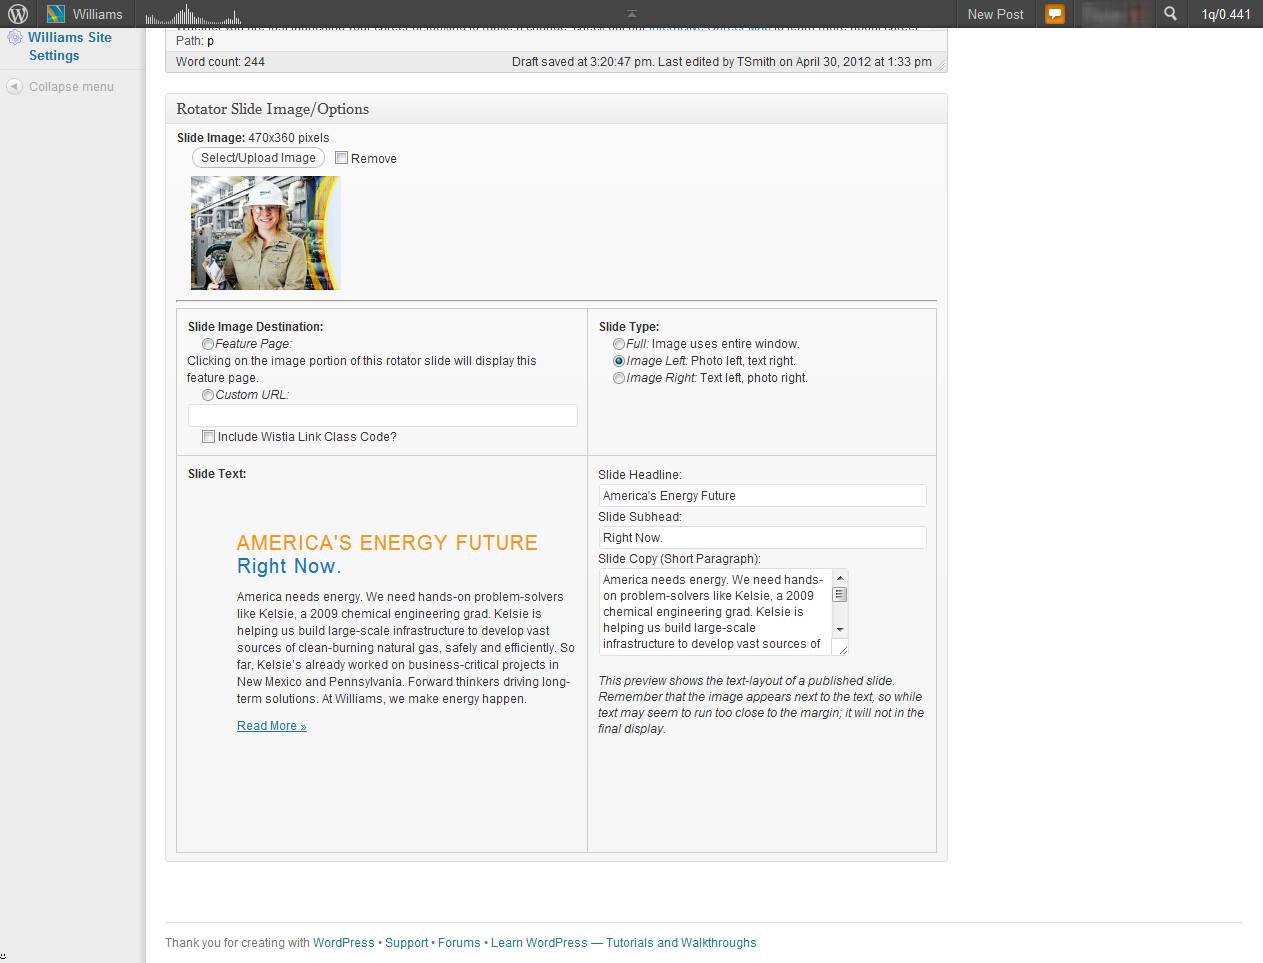 Williams
New Post
1q/0.441
Williams Site
Settings
Collapse menu
Path: p
Word count: 244
Draft saved at 3:20:47 pm. Last edited by TSmith on April 30, 2012 at 1:33 pm
Rotator Slide Image/Options
Slide Image: 470x360 pixels
Select/Upload Image
Remove
Slide Image Destination:
Feature Page:
Clicking on the image portion of this rotator slide will display this
feature page.
Custom URL:
Include Wistia Link Class Code?
Slide Type:
Full: Image uses entire window.
Image Left: Photo left, text right.
Image Right: Text left, photo right.
Slide Text:
AMERICA'S ENERGY FUTURE
Right Now.
America needs energy. We need hands-on problem-solvers
like Kelsie, a 2009 chemical engineering grad. Kelsie is
helping us build large-scale infrastructure to develop vast
sources of clean-burning natural gas, safely and efficiently. So
far, Kelsie's already worked on business-critical projects in
New Mexico and Pennsylvania. Forward thinkers driving long-
term solutions. At Williams, we make energy happen.
Read More »
Slide Headline:
America's Energy Future
Slide Subhead:
Right Now.
Slide Copy (Short Paragraph):
America needs energy. We need hands-
on problem-solvers like Kelsie, a 2009
chemical engineering grad. Kelsie is
helping us build large-scale
infrastructure to develop vast sources of
This preview shows the text-layout of a published slide.
Remember that the image appears next to the text, so while
text may seem to run too close to the margin; it will not in the
final display.
Thank you for creating with WordPress • Support • Forums • Learn WordPress — Tutorials and Walkthroughs